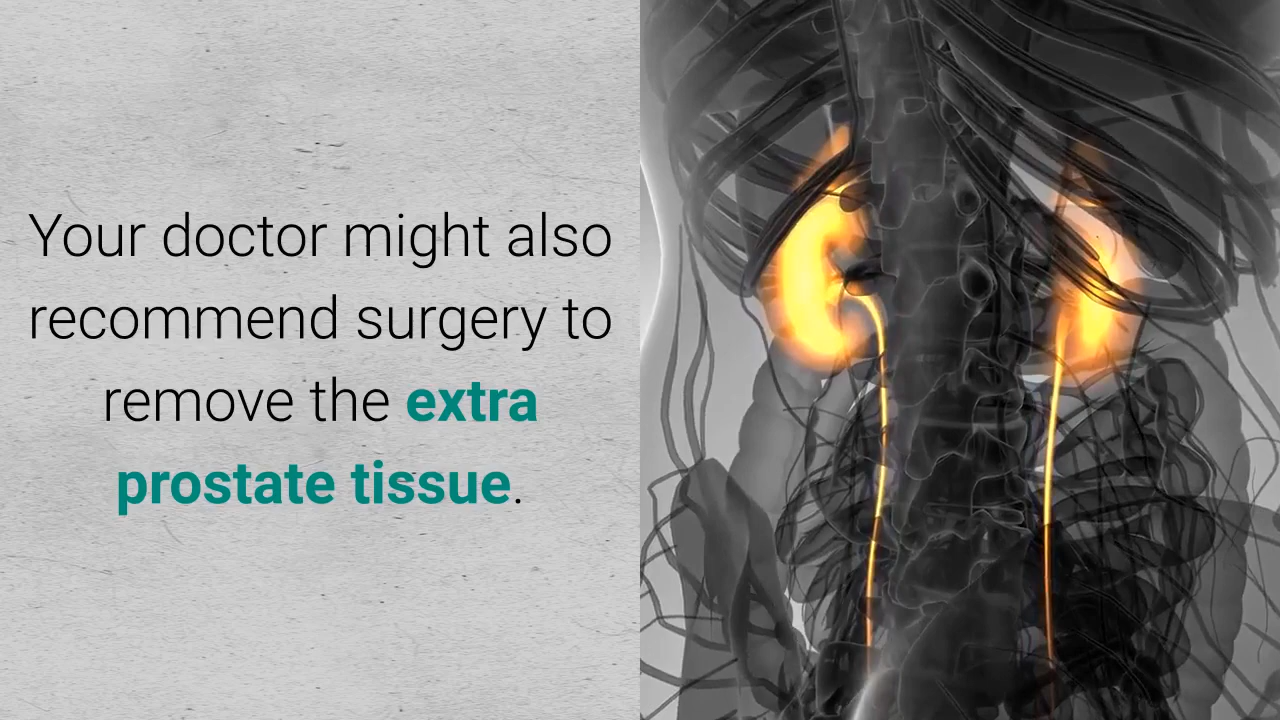 Your doctor might also
recommend surgery to
remove the extra
prostate tissue.